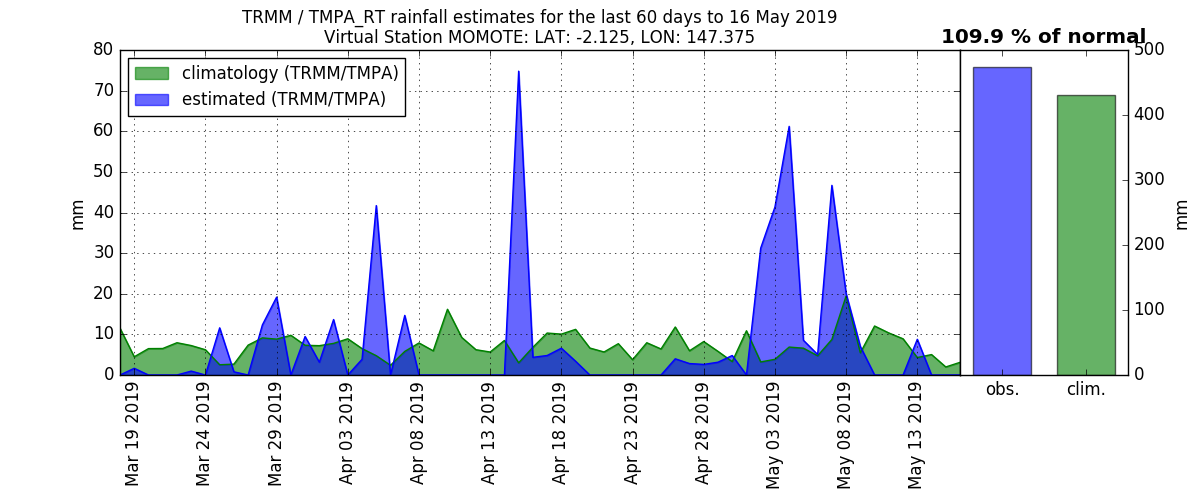 TRMM / TMPA_RT rainfall estimates for the last 60 days to 16 May 2019
Virtual Station MOMOTE: LAT: -2.125, LON: 147.375
109.9 % of normal
climatology (TRMM/TMPA)
estimated (TRMM/TMPA)
80
70
60
50
40
30
20
10
0
mm
Mar 19 2019
Mar 24 2019
Mar 29 2019
Apr 03 2019
Apr 08 2019
Apr 13 2019
Apr 18 2019
Apr 23 2019
Apr 28 2019
May 03 2019
May 08 2019
May 13 2019
500
400
300
200
100
0
mm
obs.
clim.